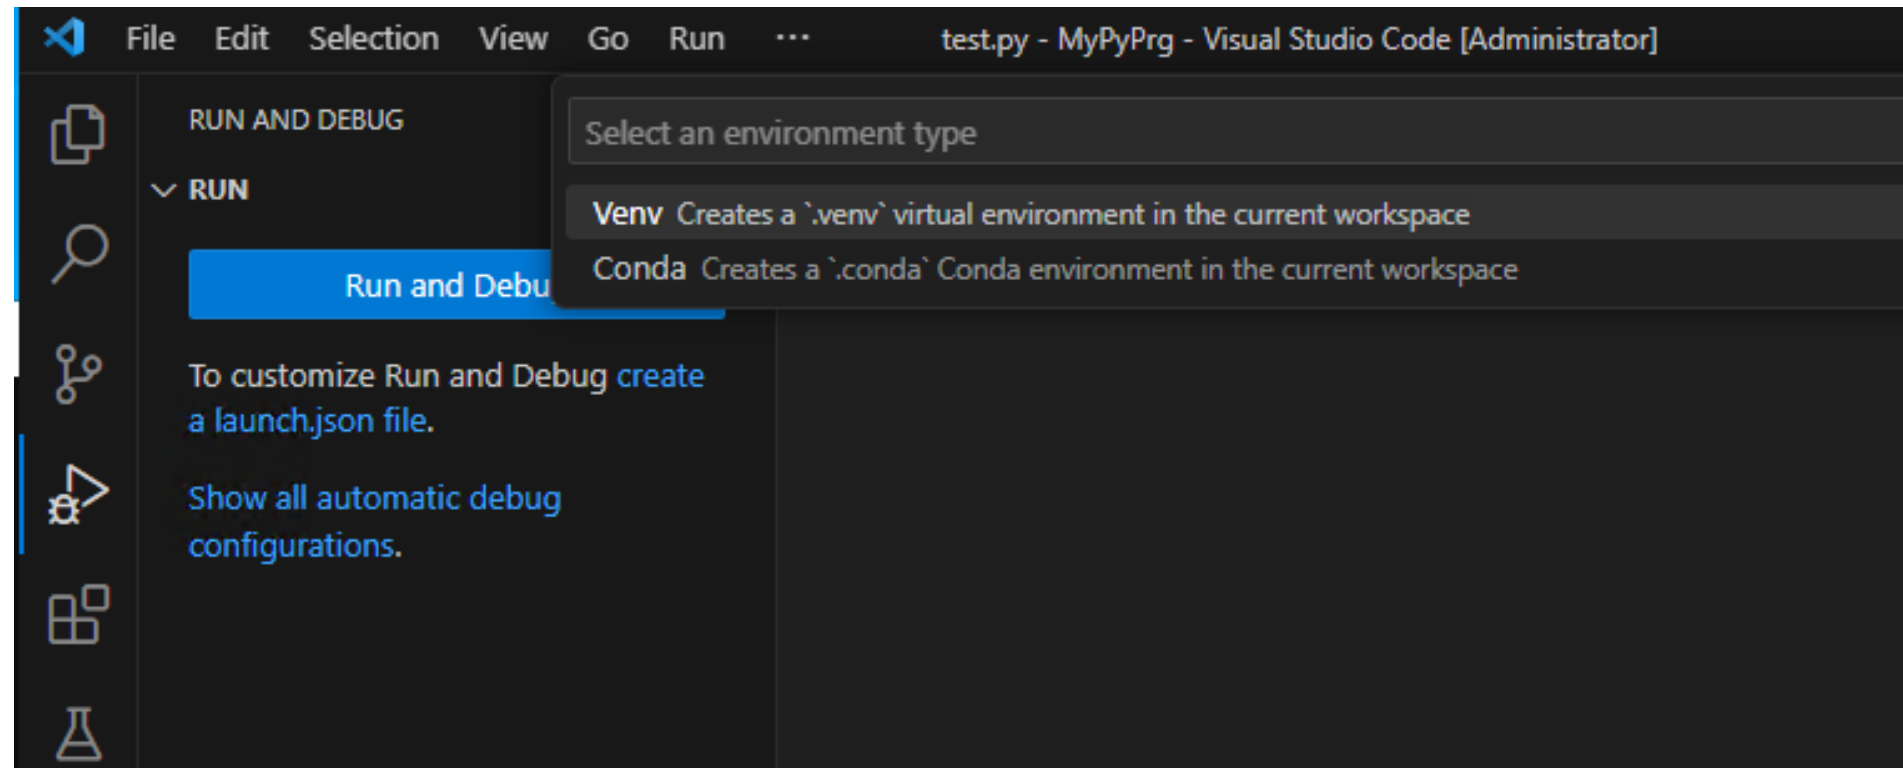 File Edit Selection View Go Run ··· test.py - MyPyPrg - Visual Studio Code [Administrator]
RUN AND DEBUG
Select an environment type
RUN
Venv Creates a `.venv` virtual environment in the current workspace
Conda Creates a `.conda` Conda environment in the current workspace
Run and Debu
To customize Run and Debug create
a launch.json file.
Show all automatic debug
configurations.